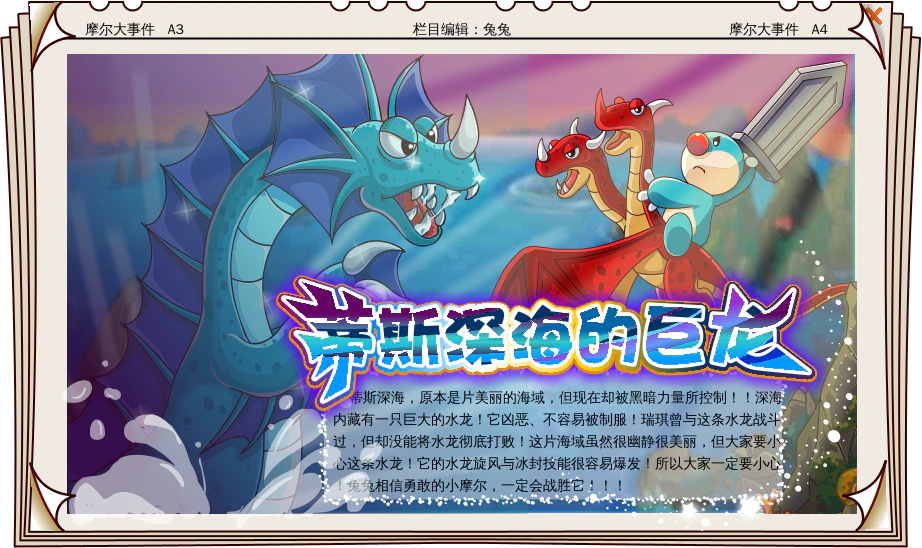 摩尔大事件 A3
栏目编辑：兔兔
摩尔大事件 A4
蒂斯深海的巨龙
蒂斯深海，原本是片美丽的海域，但现在却被黑暗力量所控制！！深海
内藏有一只巨大的水龙！它凶恶、不容易被制服！瑞琪曾与这条水龙战斗
过，但却没能将水龙彻底打败！这片海域虽然很幽静很美丽，但大家要小
心这条水龙！它的水龙旋风与冰封技能很容易爆发！所以大家一定要小心
！兔兔相信勇敢的小摩尔，一定会战胜它！！！